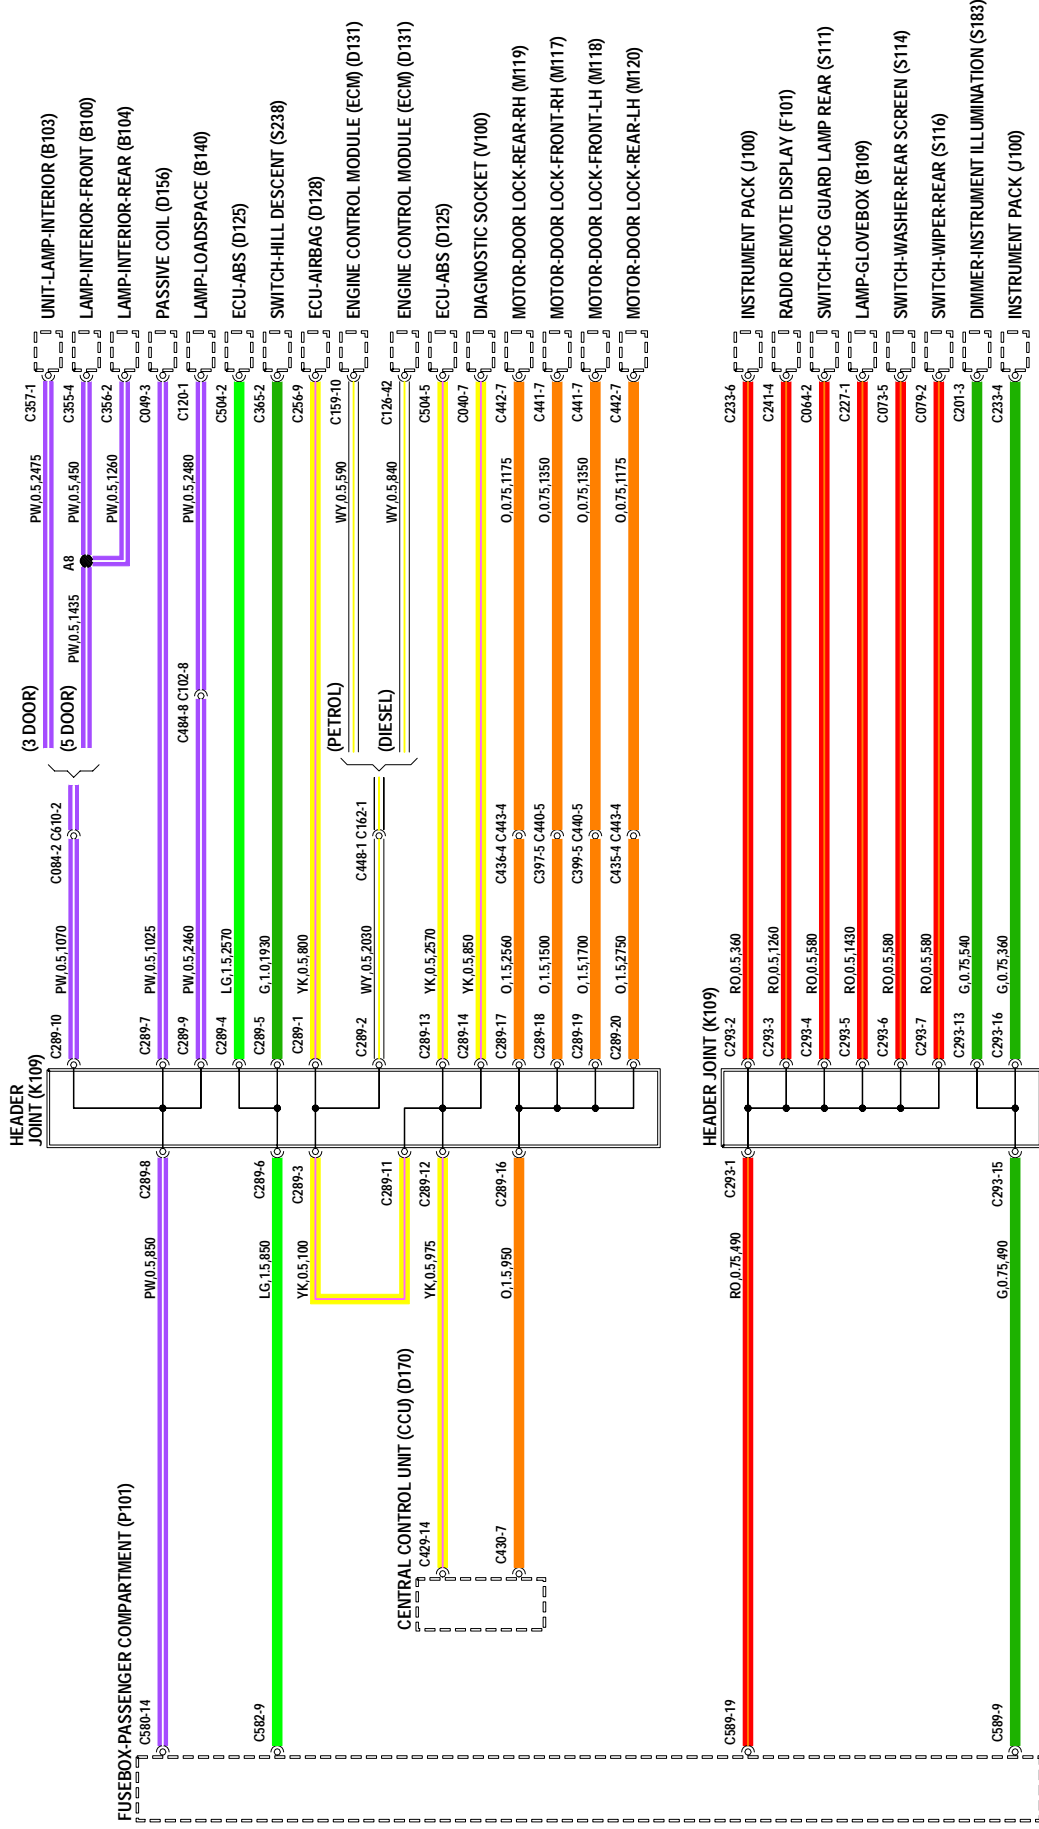 FUSEBOX-PASSENGER COMPARTMENT (P101)
C580-14
C582-9
C589-19
C589-9
CENTRAL CONTROL UNIT (CCU) (D170)
C429-14
C430-7
PW,0.5,850
LG,1.5,850
YK,0.5,100
YK,0.5,975
O,1.5,950
RO,0.75,490
G,0.75,490
C289-8
C289-6
C289-3
C289-11
C289-12
C289-16
C293-1
C293-15
HEADER
JOINT (K109)
HEADER JOINT (K109)
C289-10
C289-7
C289-9
C289-4
C289-5
C289-1
C289-2
C289-13
C289-14
C289-17
C289-18
C289-19
C289-20
C293-2
C293-3
C293-4
C293-5
C293-6
C293-7
C293-13
C293-16
PW,0.5,1070
PW,0.5,1025
PW,0.5,2460
LG,1.5,2570
G,1.0,1930
YK,0.5,800
WY,0.5,2030
YK,0.5,2570
YK,0.5,850
O,1.5,2560
O,1.5,1500
O,1.5,1700
O,1.5,2750
RO,0.5,360
RO,0.5,1260
RO,0.5,580
RO,0.5,1430
RO,0.5,580
RO,0.5,580
G,0.75,540
G,0.75,360
C084-2 C610-2
C448-1 C162-1
C436-4 C443-4
C397-5 C440-5
C399-5 C440-5
C435-4 C443-4
(3 DOOR)
(5 DOOR)
C484-8 C102-8
(PETROL)
(DIESEL)
PW,0.5,1435
A8
PW,0.5,2475
PW,0.5,450
PW,0.5,1260
PW,0.5,2480
WY,0.5,590
WY,0.5,840
O,0.75,1175
O,0.75,1350
O,0.75,1350
O,0.75,1175
C357-1
C355-4
C356-2
C049-3
C120-1
C504-2
C365-2
C256-9
C159-10
C126-42
C504-5
C040-7
C442-7
C441-7
C441-7
C442-7
C233-6
C241-4
C064-2
C227-1
C073-5
C079-2
C201-3
C233-4
UNIT-LAMP-INTERIOR (B103)
LAMP-INTERIOR-FRONT (B100)
LAMP-INTERIOR-REAR (B104)
PASSIVE COIL (D156)
LAMP-LOADSPACE (B140)
ECU-ABS (D125)
SWITCH-HILL DESCENT (S238)
ECU-AIRBAG (D128)
ENGINE CONTROL MODULE (ECM) (D131)
ENGINE CONTROL MODULE (ECM) (D131)
ECU-ABS (D125)
DIAGNOSTIC SOCKET (V100)
MOTOR-DOOR LOCK-REAR-RH (M119)
MOTOR-DOOR LOCK-FRONT-RH (M117)
MOTOR-DOOR LOCK-FRONT-LH (M118)
MOTOR-DOOR LOCK-REAR-LH (M120)
INSTRUMENT PACK (J100)
RADIO REMOTE DISPLAY (F101)
SWITCH-FOG GUARD LAMP REAR (S111)
LAMP-GLOVEBOX (B109)
SWITCH-WASHER-REAR SCREEN (S114)
SWITCH-WIPER-REAR (S116)
DIMMER-INSTRUMENT ILLUMINATION (S183)
INSTRUMENT PACK (J100)